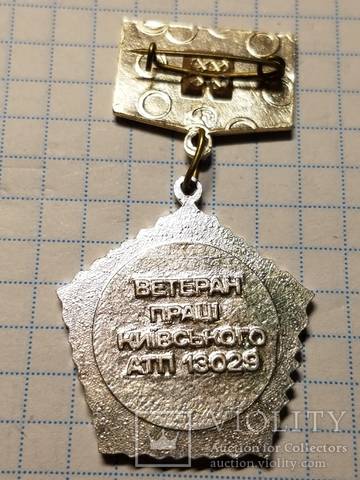 ВЕТЕРАН
ПРАЦІ
КИЇВСЬКОГО
АТП 13029
VIOLITY
Auction for Collectors
auction.violity.com